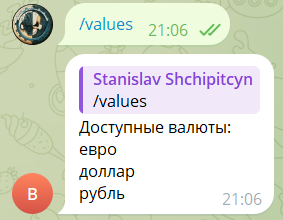 /values
21:06
Stanislav Shchipitcyn
/values
Доступные валюты:
евро
доллар
рубль
В
21:06